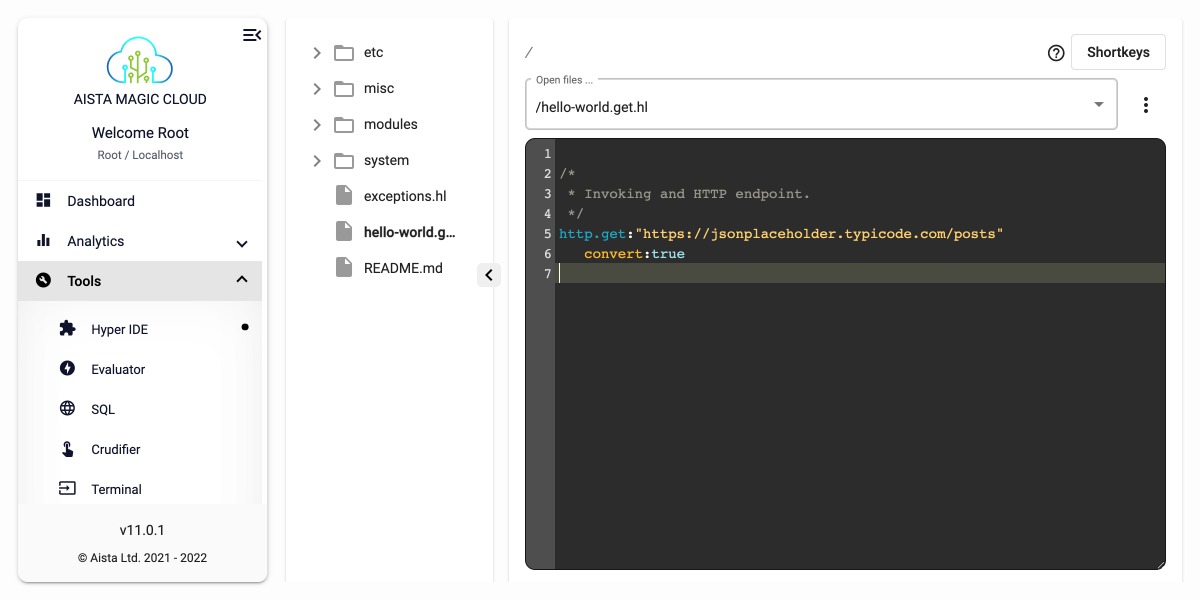 AISTA MAGIC CLOUD
Welcome Root
Root / Localhost
Dashboard
Analytics
Tools
Hyper IDE
Evaluator
SQL
Crudifier
Terminal
v11.0.1
© Aista Ltd. 2021 - 2022
etc
misc
modules
system
exceptions.hl
hello-world.g...
README.md
/
Shortkeys
Open files ...
/hello-world.get.hl
1
2 /*
3  * Invoking and HTTP endpoint.
4  */
5 http.get:"https://jsonplaceholder.typicode.com/posts"
6    convert:true
7